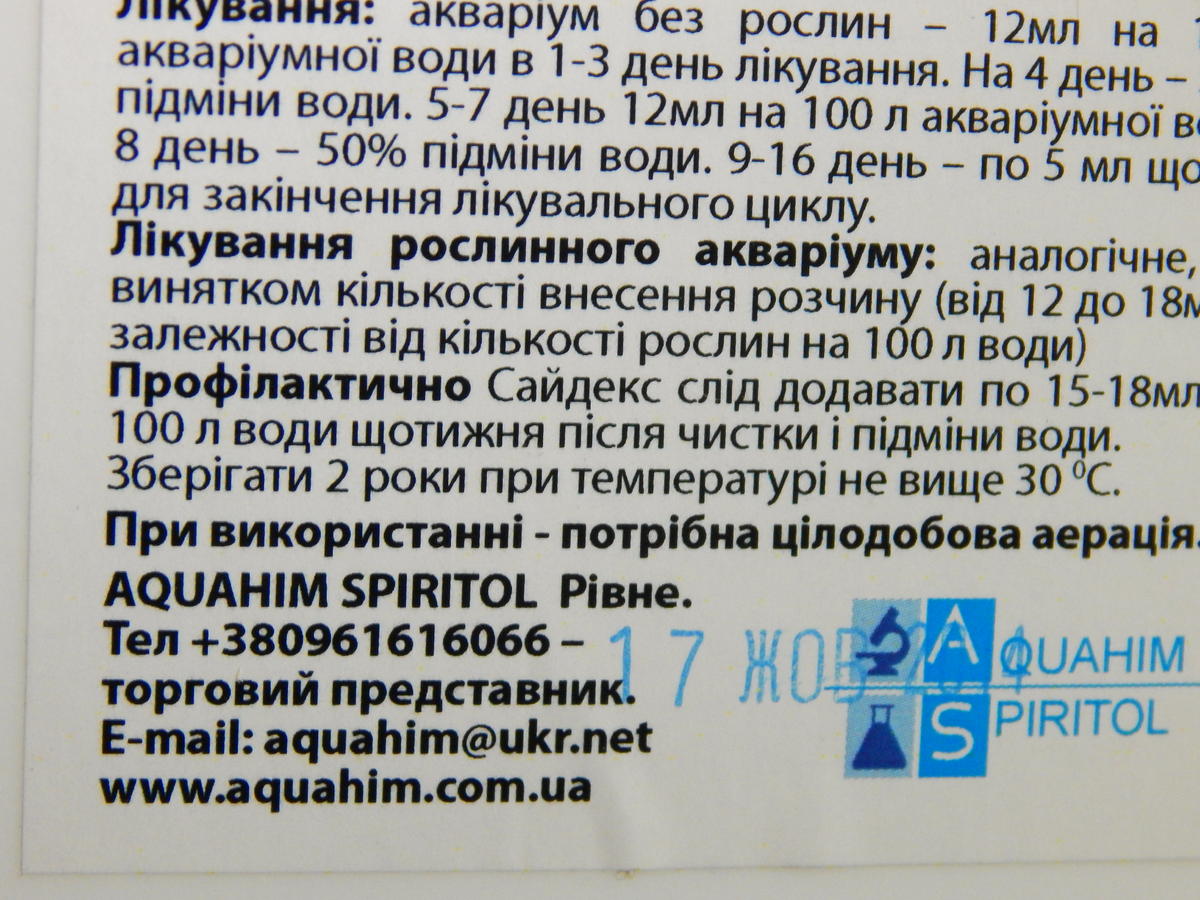 Лікування: акваріум без рослин – 12мл на
акваріумної води в 1-3 день лікування. На 4 день –
підміни води. 5-7 день 12мл на 100 л акваріумної
8 день – 50% підміни води. 9-16 день – по 5 мл
для закінчення лікувального циклу.
Лікування рослинного акваріуму: аналогічне,
винятком кількості внесення розчину (від 12 до 18м
залежності від кількості рослин на 100 л води)
Профілактично Сайдекс слід додавати по 15-18мл
100 л води щотижня після чистки і підміни води.
Зберігати 2 роки при температурі не вище 30 ⁰С.
При використанні - потрібна цілодобова аерація.
AQUAHIM SPIRITOL Рівне.
Тел +380961616066 –
торговий представник.
E-mail: aquahim@ukr.net
www.aquahim.com.ua
17 ЖОВ
A QUAHIM
S PIRITOL